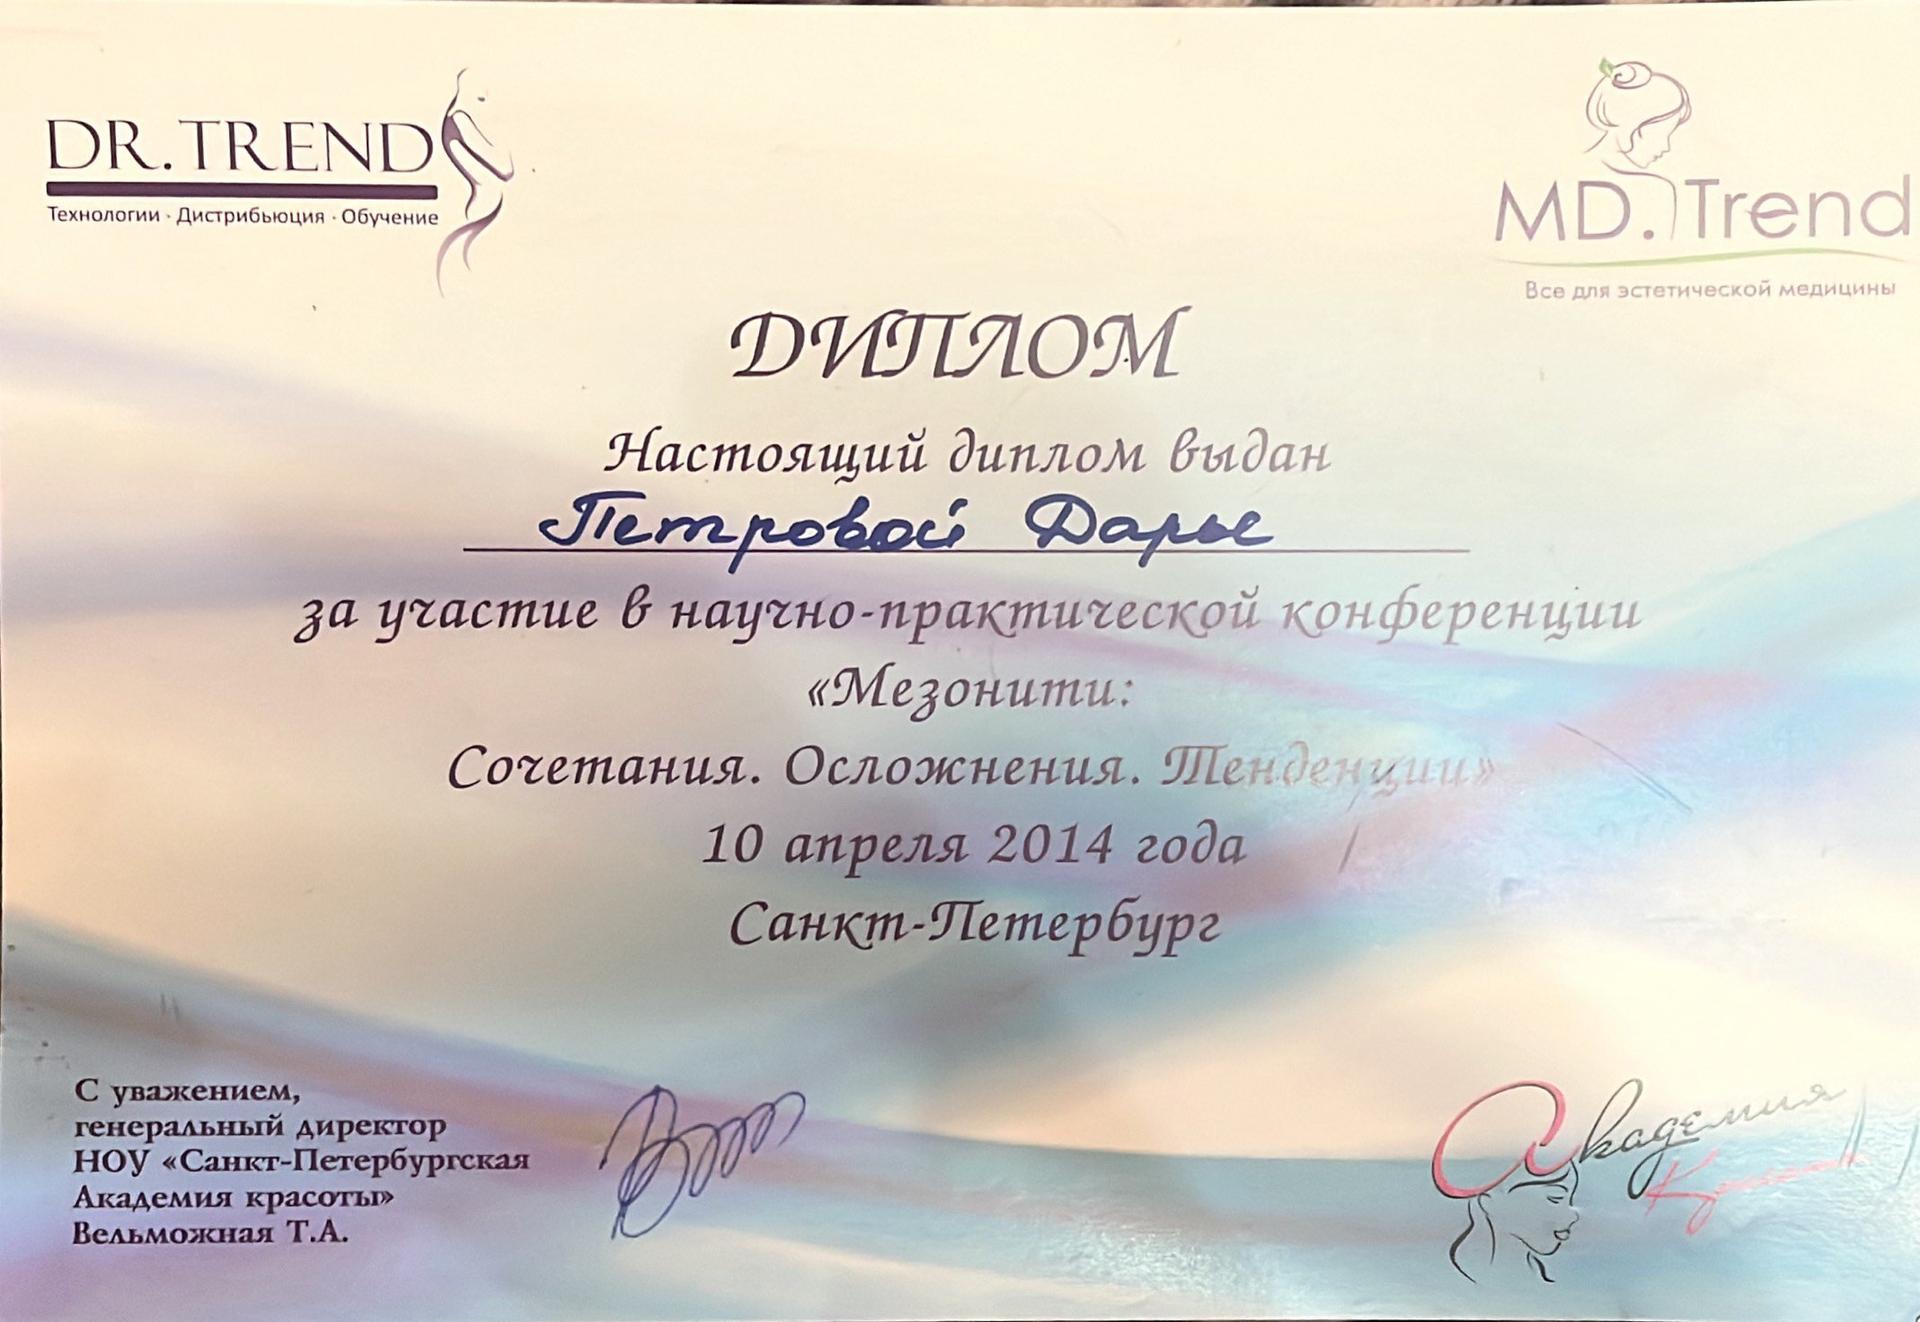 DR. TREND
Технологии · Дистрибьюция · Обучение
MD. Trend
Все для эстетической медицины
ДИПЛОМ
Настоящий диплом выдан
Петровой Дарье
за участие в научно-практической конференции
«Мезонити:
Сочетания. Осложнения. Тенденции»
10 апреля 2014 года
Санкт-Петербург
С уважением,
генеральный директор
НОУ «Санкт-Петербургская
Академия красоты»
Вельможная Т.А.
Академия